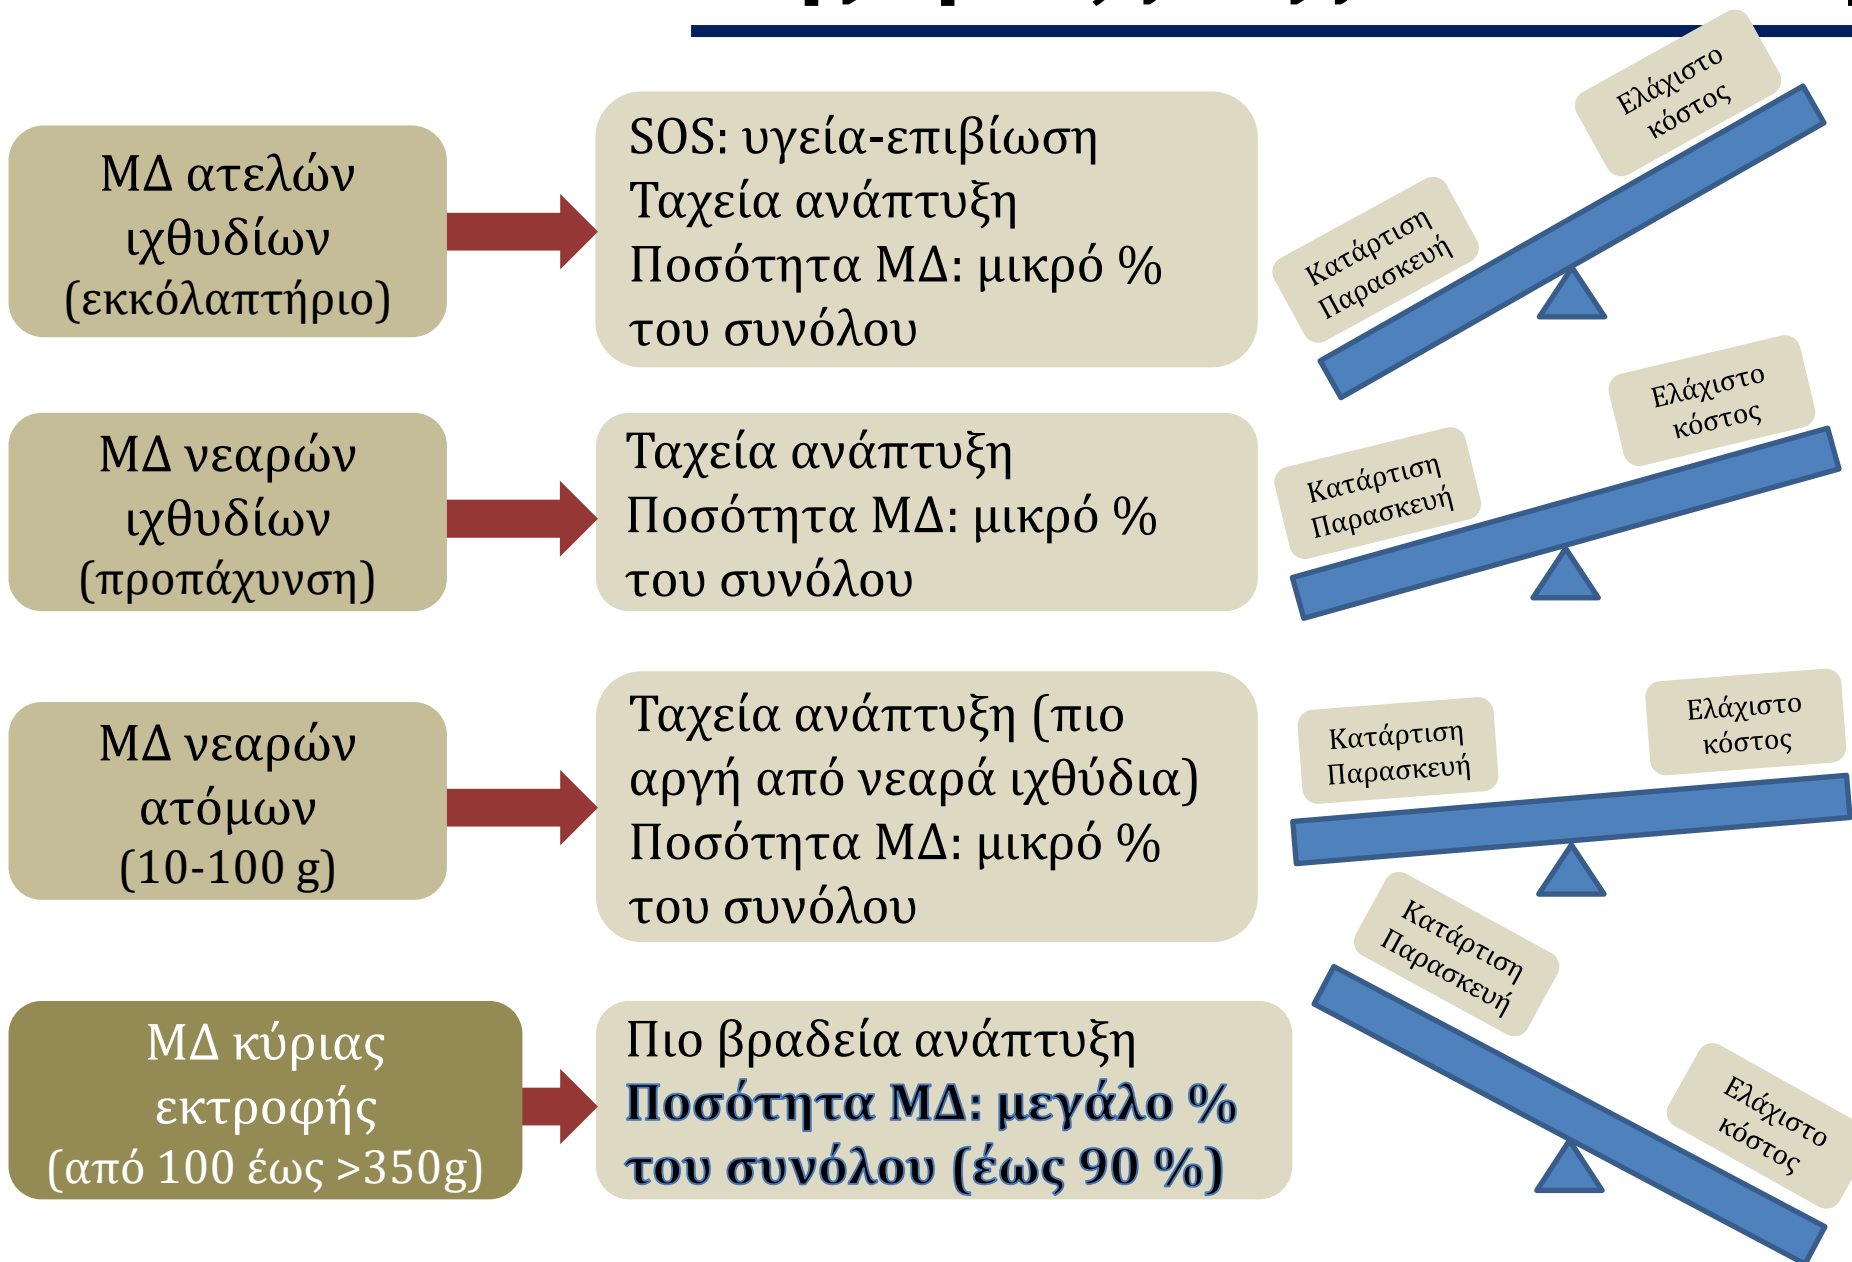 ΜΔ ατελών
ιχθυδίων
(εκκόλαπτήριο)
SOS: υγεία-επιβίωση
Ταχεία ανάπτυξη
Ποσότητα ΜΔ: μικρό %
του συνόλου
Κατάρτιση
Παρασκευή
Ελάχιστο
κόστος
ΜΔ νεαρών
ιχθυδίων
(προπάχυνση)
Ταχεία ανάπτυξη
Ποσότητα ΜΔ: μικρό %
του συνόλου
Κατάρτιση
Παρασκευή
Ελάχιστο
κόστος
ΜΔ νεαρών
ατόμων
(10-100 g)
Ταχεία ανάπτυξη (πιο
αργή από νεαρά ιχθύδια)
Ποσότητα ΜΔ: μικρό %
του συνόλου
Κατάρτιση
Παρασκευή
Ελάχιστο
κόστος
ΜΔ κύριας
εκτροφής
(από 100 έως >350g)
Πιο βραδεία ανάπτυξη
Ποσότητα ΜΔ: μεγάλο %
του συνόλου (έως 90 %)
Κατάρτιση
Παρασκευή
Ελάχιστο
κόστος